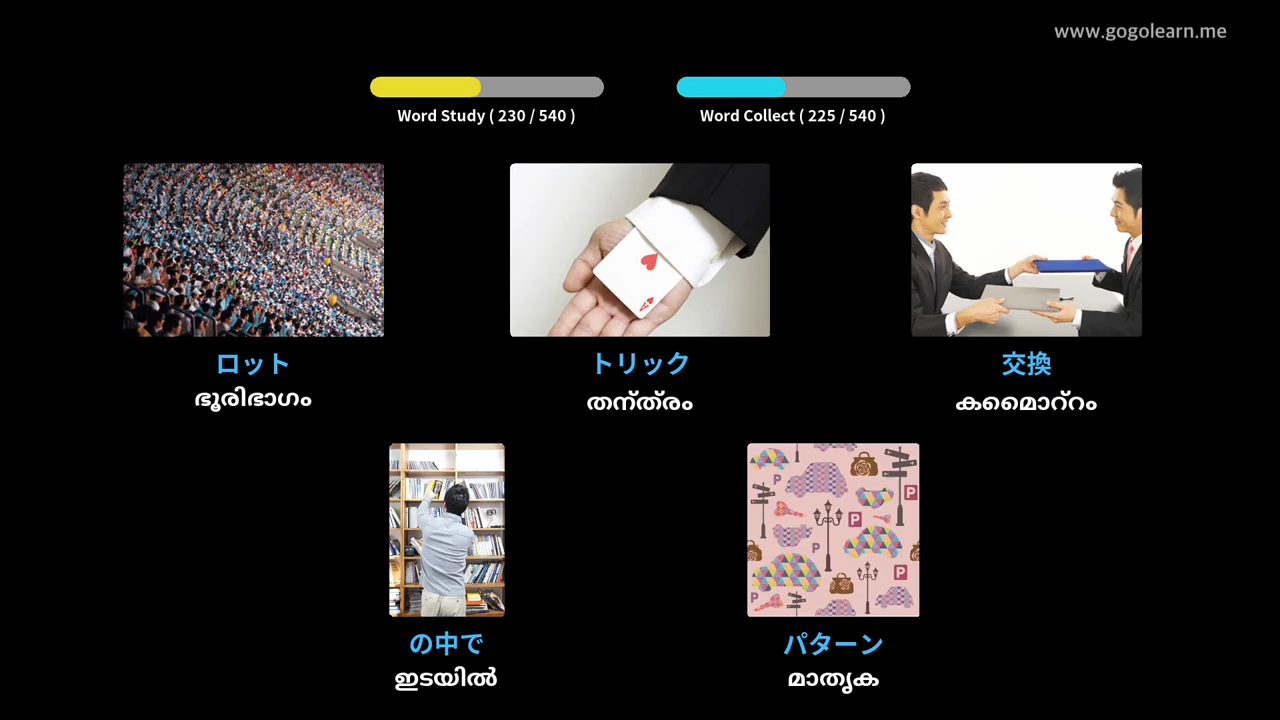 www.gogolearn.me
Word Study ( 230 / 540 )
Word Collect ( 225 / 540 )
ロット
ഭൂരിഭാഗം
トリック
തന്ത്രം
交換
കൈമാറ്റം
の中で
ഇടയിൽ
パターン
മാതൃക